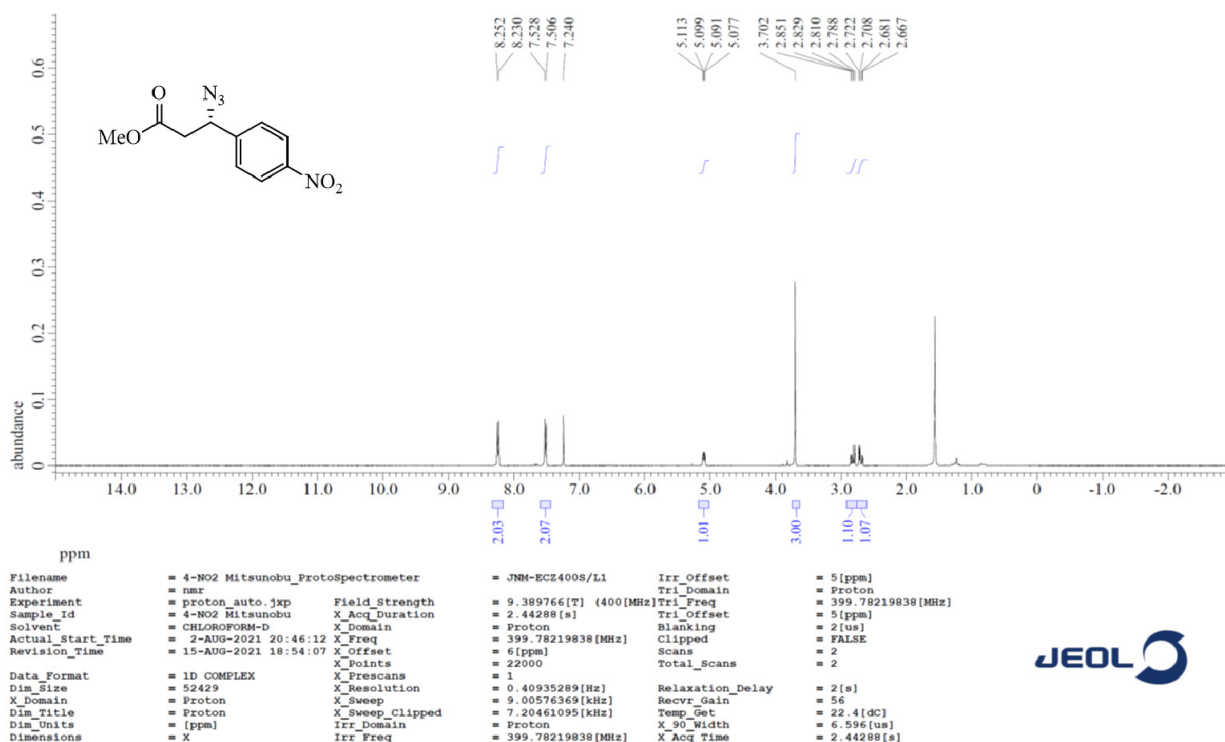 8.252 8.230 7.528 7.506 7.240 5.113 5.099 5.091 5.077 3.702 2.851 2.829 2.810 2.788 2.722 2.708 2.681 2.667
0.6
0.5
0.4
0.3
0.2
0.1
0
abundance
O
N3
MeO
NO2
14.0 13.0 12.0 11.0 10.0 9.0 8.0 7.0 6.0 5.0 4.0 3.0 2.0 1.0 0 -1.0 -2.0
2.03 2.07 1.01 3.00 1.10 1.07
ppm
Filename = 4-NO2 Mitsunobu_Proto
Author = nmr
Experiment = proton_auto.jxp
Sample_Id = 4-NO2 Mitsunobu
Solvent = CHLOROFORM-D
Actual_Start_Time = 2-AUG-2021 20:46:12
Revision_Time = 15-AUG-2021 18:54:07
Data_Format = 1D COMPLEX
Dim_Size = 52429
X_Domain = Proton
Dim_Title = Proton
Dim_Units = [ppm]
Dimensions = X
Spectrometer = JNM-ECZ400S/L1
Field_Strength = 9.389766[T] (400[MHz]
X_Acq_Duration = 2.44288[s]
X_Domain = Proton
X_Freq = 399.78219838[MHz]
X_Offset = 6[ppm]
X_Points = 22000
X_Prescans = 1
X_Resolution = 0.40935289[Hz]
X_Sweep = 9.00576369[kHz]
X_Sweep_Clipped = 7.20461095[kHz]
Irr_Domain = Proton
Irr_Freq = 399.78219838[MHz]
Irr_Offset = 5[ppm]
Tri_Domain = Proton
Tri_Freq = 399.78219838[MHz]
Tri_Offset = 5[ppm]
Blanking = 2[us]
Clipped = FALSE
Scans = 2
Total_Scans = 2
Relaxation_Delay = 2[s]
Recvr_Gain = 56
Temp_Get = 22.4[dC]
X_90_Width = 6.596[us]
X_Acq_Time = 2.44288[s]
JEOL